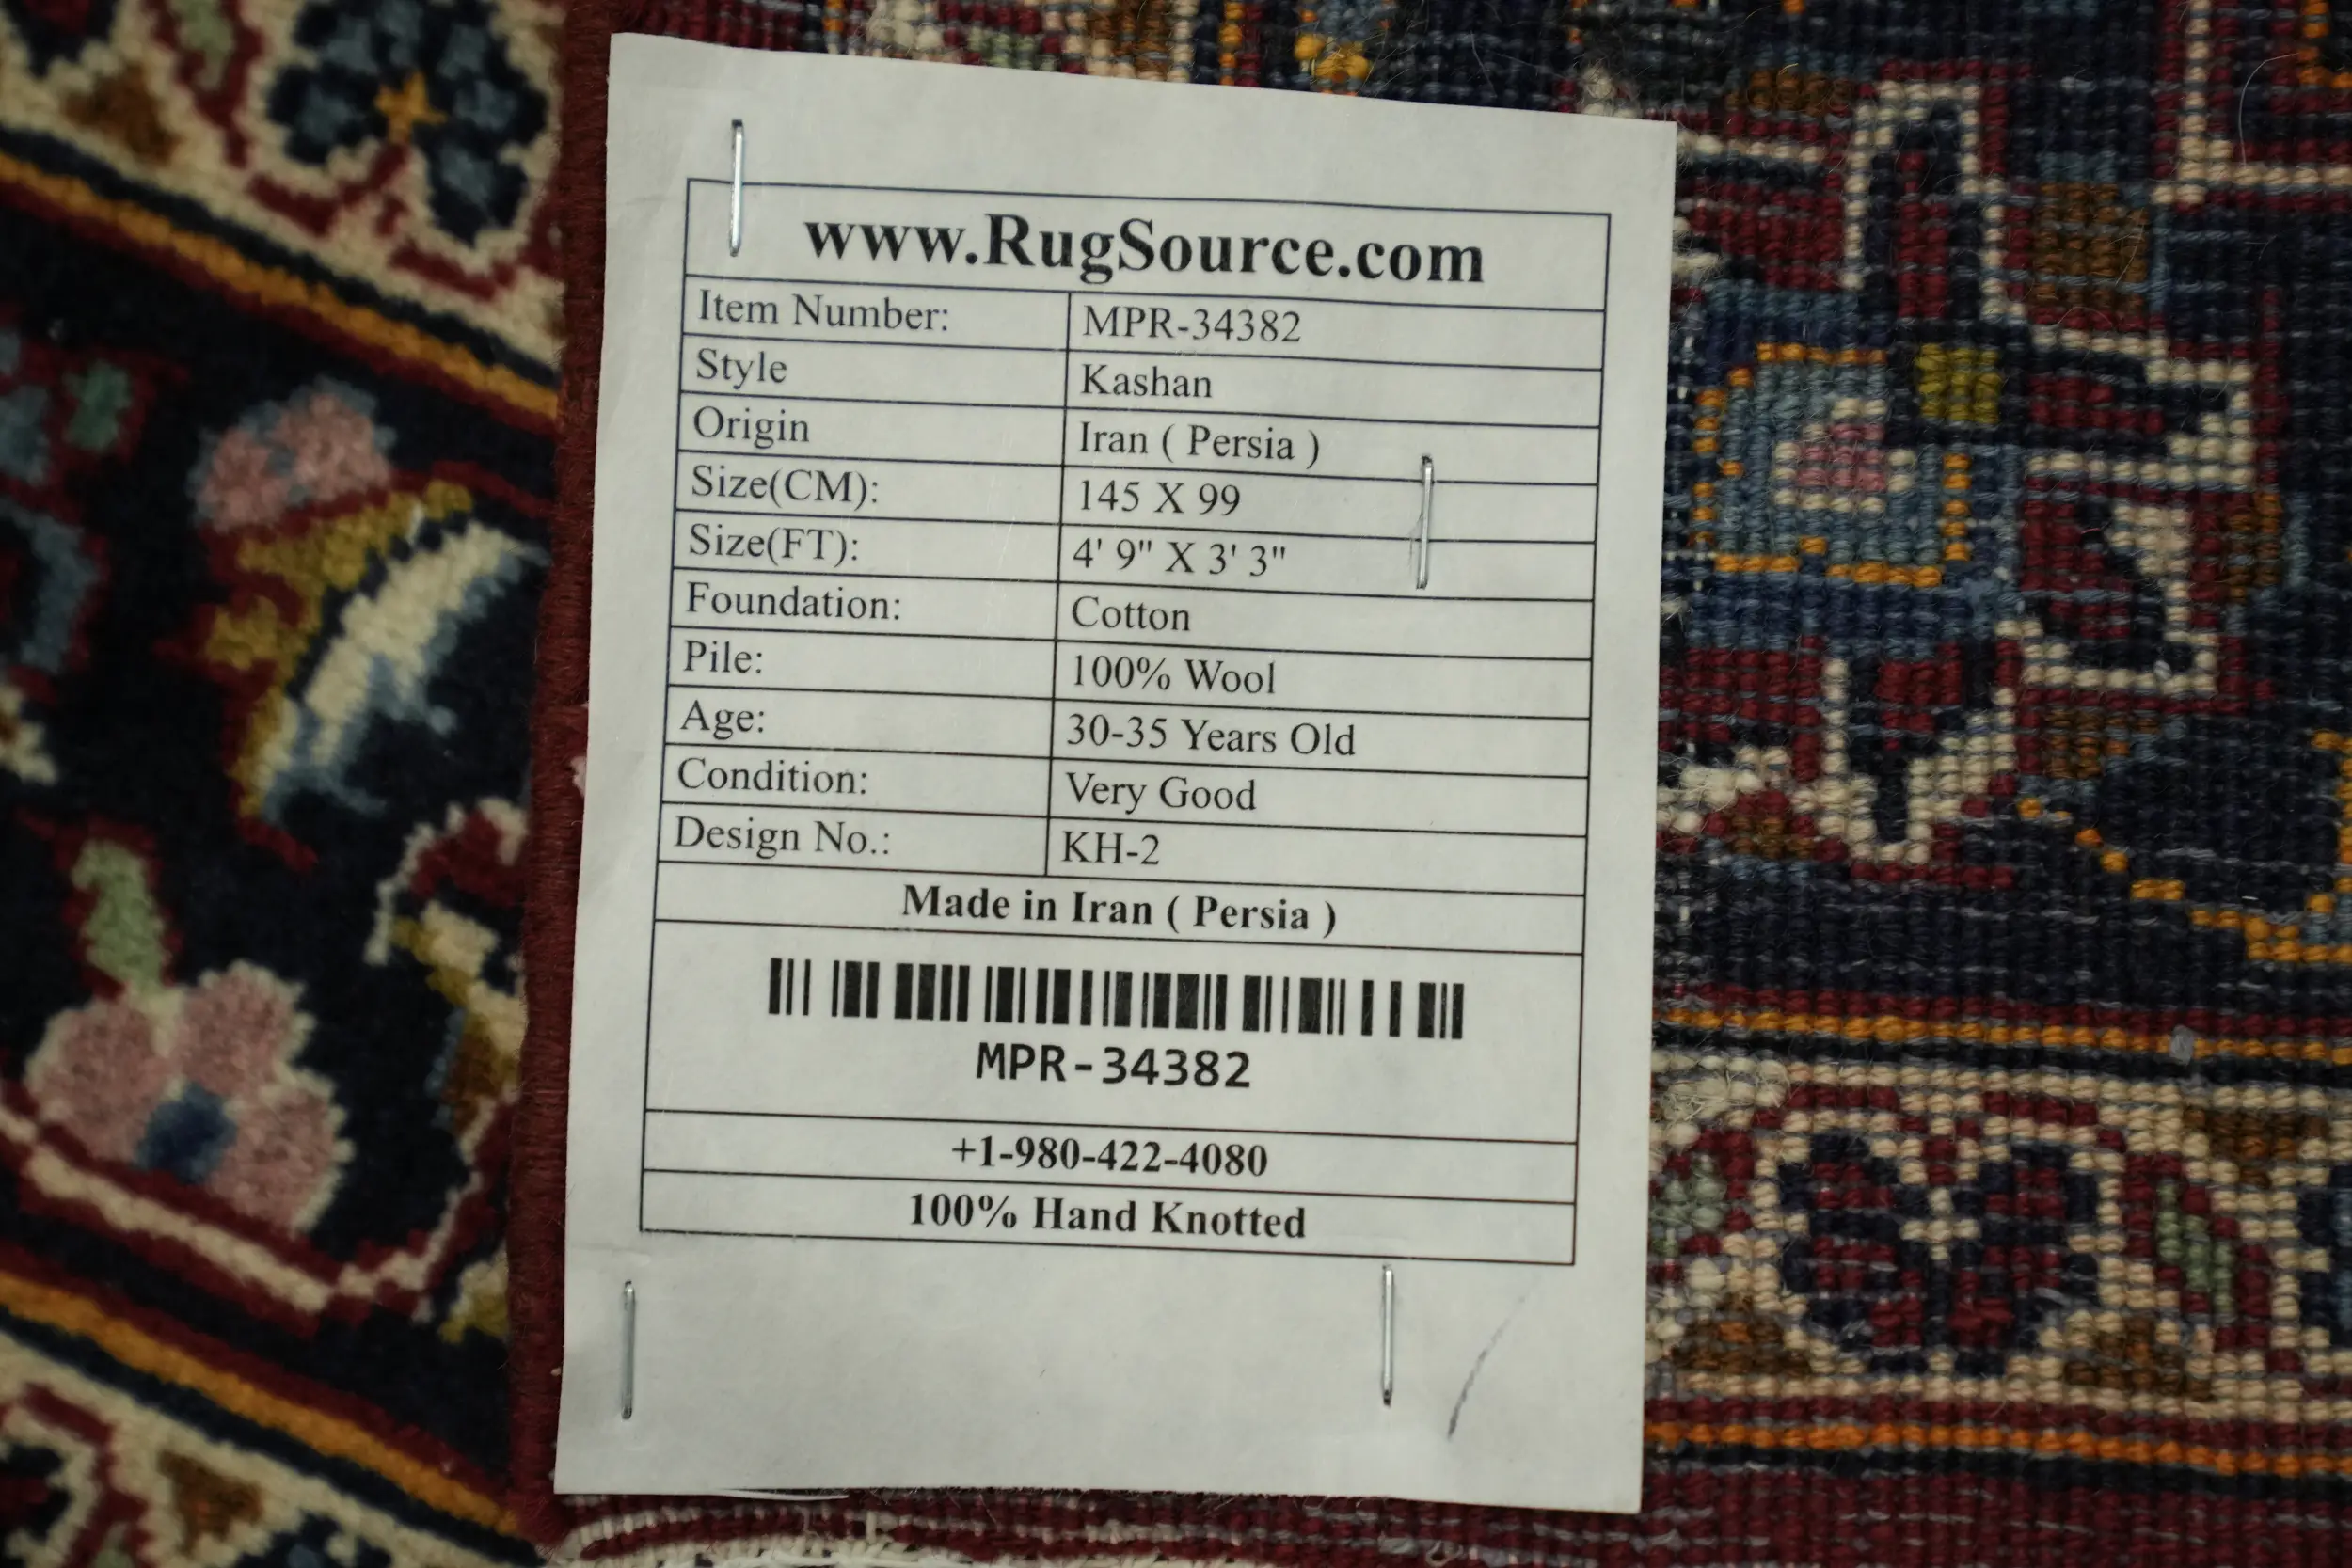 www.RugSource.com
Item Number: MPR-34382
Style Kashan
Origin Iran ( Persia )
Size(CM): 145 X 99
Size(FT): 4' 9" X 3' 3"
Foundation: Cotton
Pile: 100% Wool
Age: 30-35 Years Old
Condition: Very Good
Design No.: KH-2
Made in Iran ( Persia )
MPR-34382
+1-980-422-4080
100% Hand Knotted